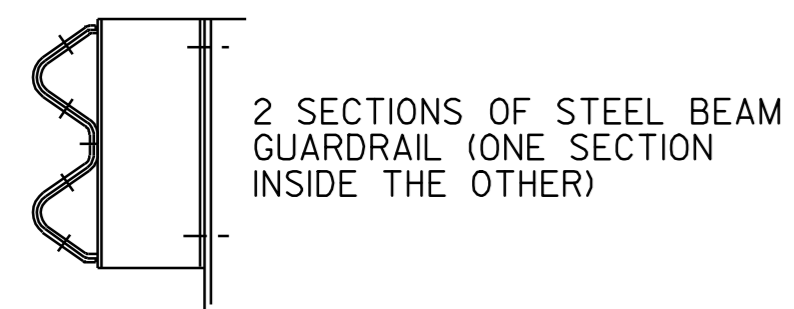 2 SECTIONS OF STEEL BEAM
GUARDRAIL (ONE SECTION
INSIDE THE OTHER)